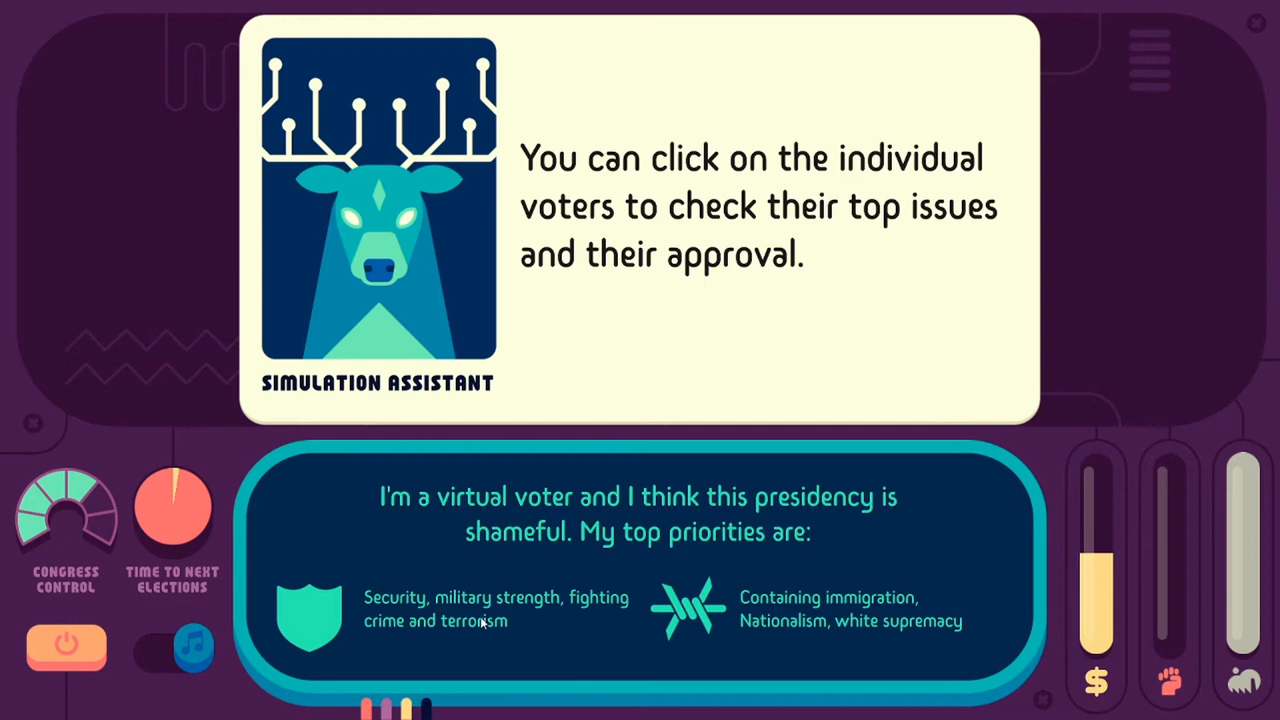 You can click on the individual
voters to check their top issues
and their approval.
SIMULATION ASSISTANT
I'm a virtual voter and I think this presidency is
shameful. My top priorities are:
Security, military strength, fighting
crime and terrorism
Containing immigration,
Nationalism, white supremacy
CONGRESS
CONTROL
TIME TO NEXT
ELECTIONS
$